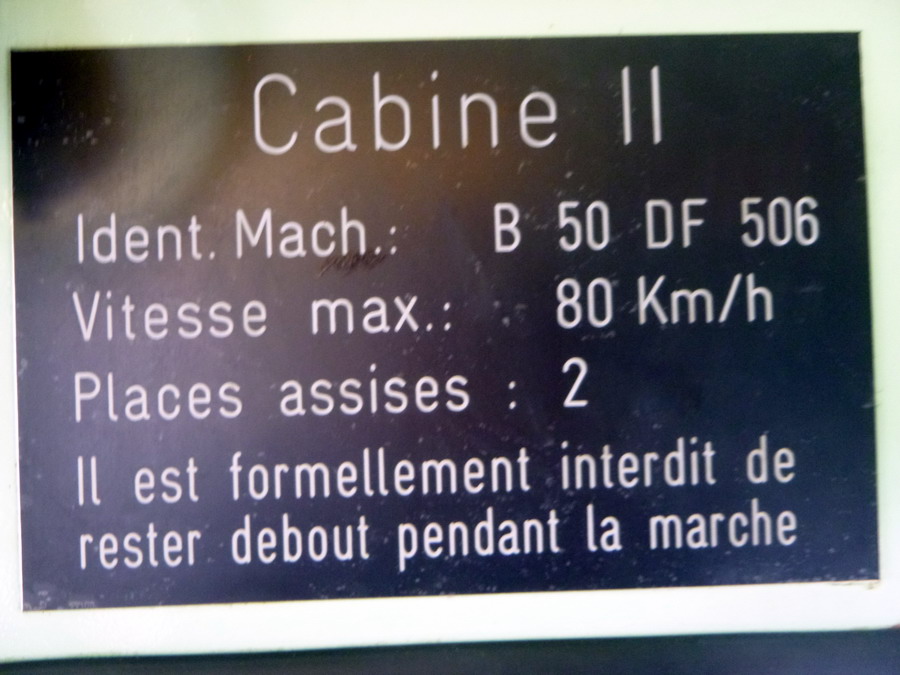 Cabine II
Ident. Mach.: B 50 DF 506
Vitesse max.: 80 Km/h
Places assises : 2
Il est formellement interdit de
rester debout pendant la marche